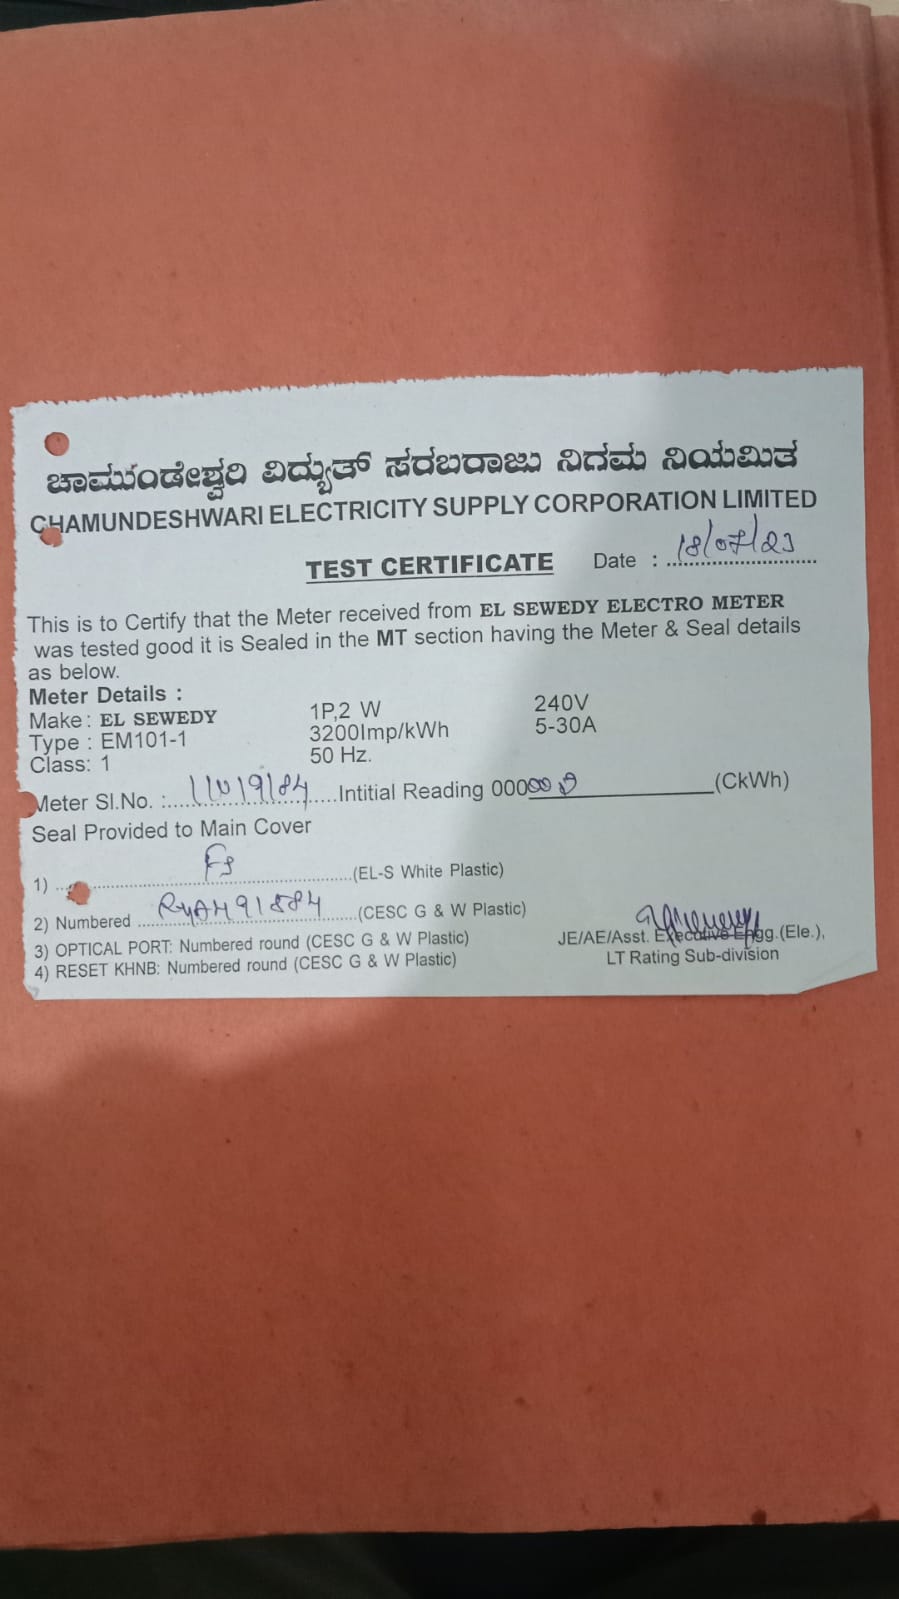 ಚಾಮುಂಡೇಶ್ವರಿ ವಿದ್ಯುತ್ ಸರಬರಾಜು ನಿಗಮ ನಿಯಮಿತ
CHAMUNDESHWARI ELECTRICITY SUPPLY CORPORATION LIMITED
TEST CERTIFICATE Date : 18/07/23
This is to Certify that the Meter received from EL SEWEDY ELECTRO METER
was tested good it is Sealed in the MT section having the Meter & Seal details
as below.
Meter Details :
Make : EL SEWEDY 1P,2 W 240V
Type : EM101-1 3200Imp/kWh 5-30A
Class: 1 50 Hz.
Meter Sl.No. : Intitial Reading 000 (CkWh)
Seal Provided to Main Cover
1) (EL-S White Plastic)
2) Numbered (CESC G & W Plastic)
3) OPTICAL PORT: Numbered round (CESC G & W Plastic)
4) RESET KHNB: Numbered round (CESC G & W Plastic)
JE/AE/Asst. Executive Engg.(Ele.),
LT Rating Sub-division